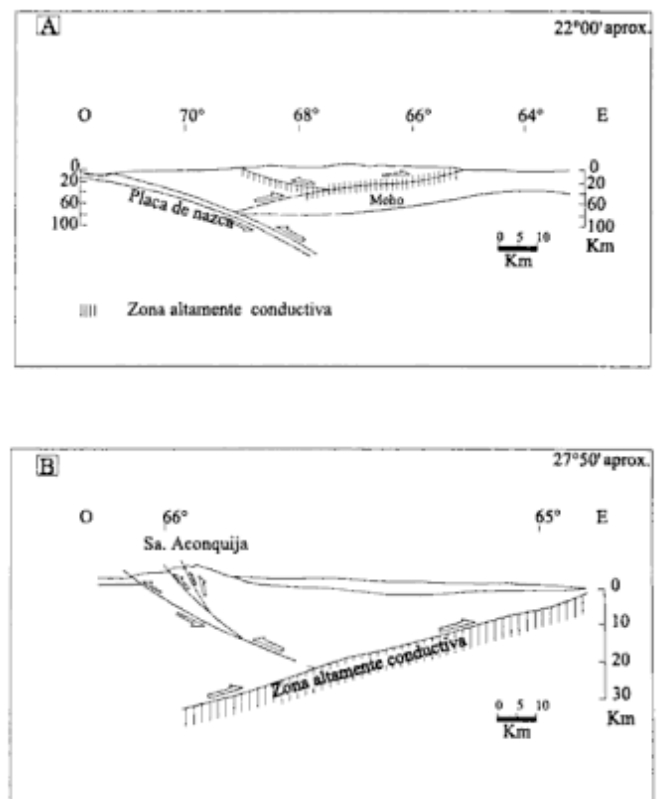 A
22°00' aprox.
O 70° 68° 66° 64° E
0 0
20 20
60 Placa de nazca Moho 60
100 100
0 5 10
Km Km
Zona altamente conductiva
B
27°50' aprox.
O 66° 65° E
Sa. Aconquija
0
10
20
Zona altamente conductiva
30
0 5 10
Km Km